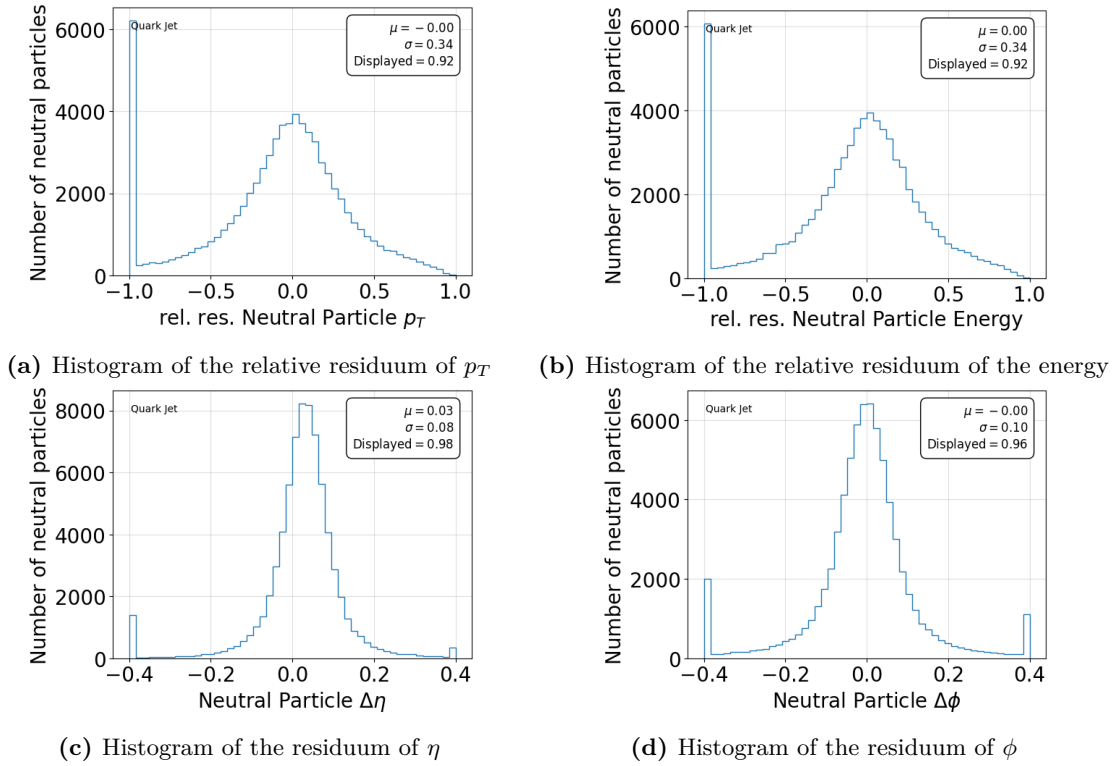 Number of neutral particles
6000
4000
2000
0
Quark Jet
μ = −0.00
σ = 0.34
Displayed = 0.92
−1.0 −0.5 0.0 0.5 1.0
rel. res. Neutral Particle p_T
(a) Histogram of the relative residuum of p_T
Number of neutral particles
6000
4000
2000
0
Quark Jet
μ = 0.00
σ = 0.34
Displayed = 0.92
−1.0 −0.5 0.0 0.5 1.0
rel. res. Neutral Particle Energy
(b) Histogram of the relative residuum of the energy
Number of neutral particles
8000
6000
4000
2000
0
Quark Jet
μ = 0.03
σ = 0.08
Displayed = 0.98
−0.4 −0.2 0.0 0.2 0.4
Neutral Particle Δη
(c) Histogram of the residuum of η
Number of neutral particles
6000
4000
2000
0
Quark Jet
μ = −0.00
σ = 0.10
Displayed = 0.96
−0.4 −0.2 0.0 0.2 0.4
Neutral Particle Δϕ
(d) Histogram of the residuum of ϕ